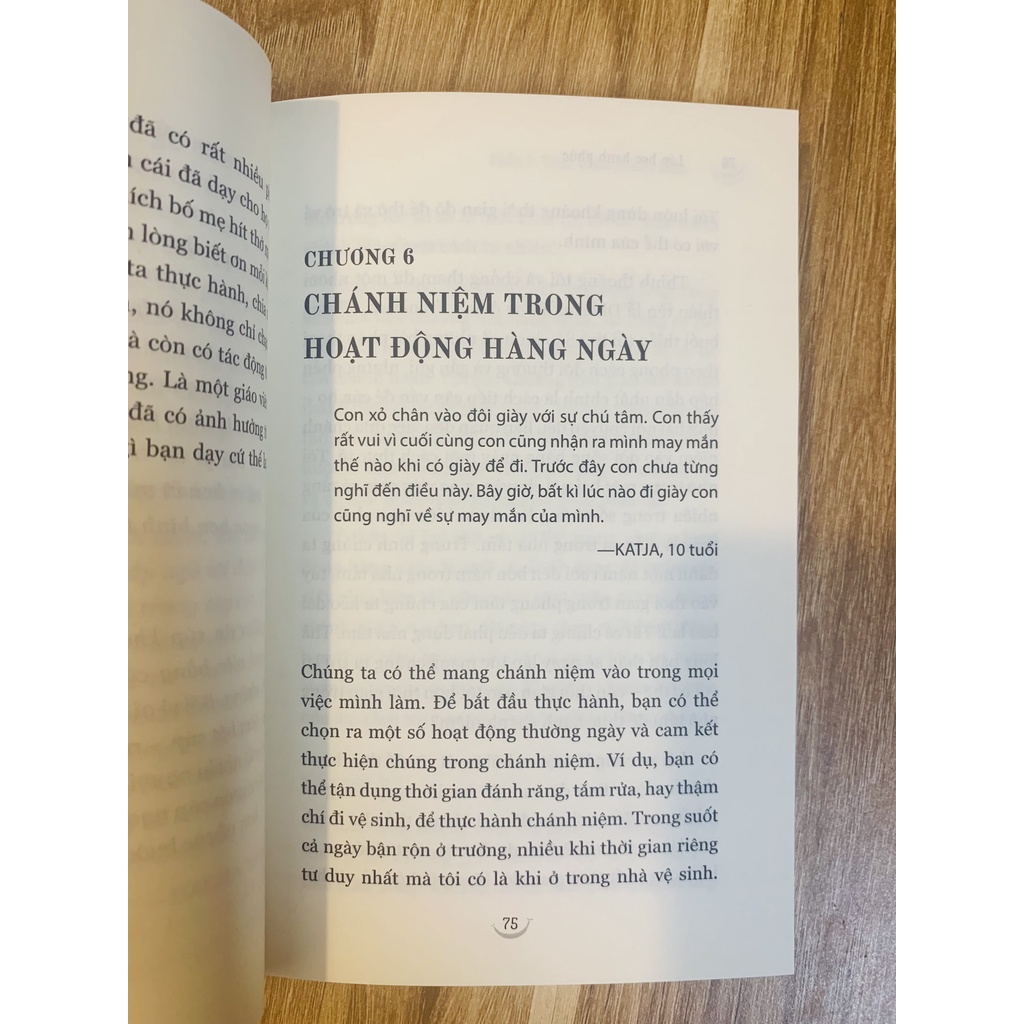 đã có rất nhiều
cái đã dạy cho
ích bố mẹ hít thở
lòng biết ơn mỗi
ta thực hành, chia
, nó không chỉ
à còn có tác động
ng. Là một giáo
đã có ảnh hưởng
ì bạn dạy cứ thế
CHƯƠNG 6
CHÁNH NIỆM TRONG
HOẠT ĐỘNG HÀNG NGÀY
Con xỏ chân vào đôi giày với sự chú tâm. Con thấy
rất vui vì cuối cùng con cũng nhận ra mình may mắn
thế nào khi có giày để đi. Trước đây con chưa từng
nghĩ đến điều này. Bây giờ, bất kì lúc nào đi giày con
cũng nghĩ về sự may mắn của mình.
—KATJA, 10 tuổi
Chúng ta có thể mang chánh niệm vào trong mọi
việc mình làm. Để bắt đầu thực hành, bạn có thể
chọn ra một số hoạt động thường ngày và cam kết
thực hiện chúng trong chánh niệm. Ví dụ, bạn có
thể tận dụng thời gian đánh răng, tắm rửa, hay thậm
chí đi vệ sinh, để thực hành chánh niệm. Trong suốt
cả ngày bận rộn ở trường, nhiều khi thời gian riêng
tư duy nhất mà tôi có là khi ở trong nhà vệ sinh.
75